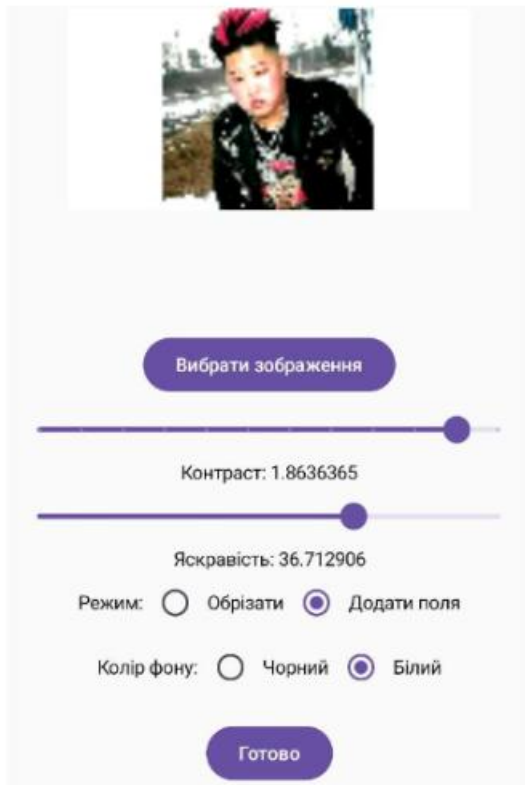 Вибрати зображення
Контраст: 1.8636365
Яскравість: 36.712906
Режим: Обрізати Додати поля
Колір фону: Чорний Білий
Готово